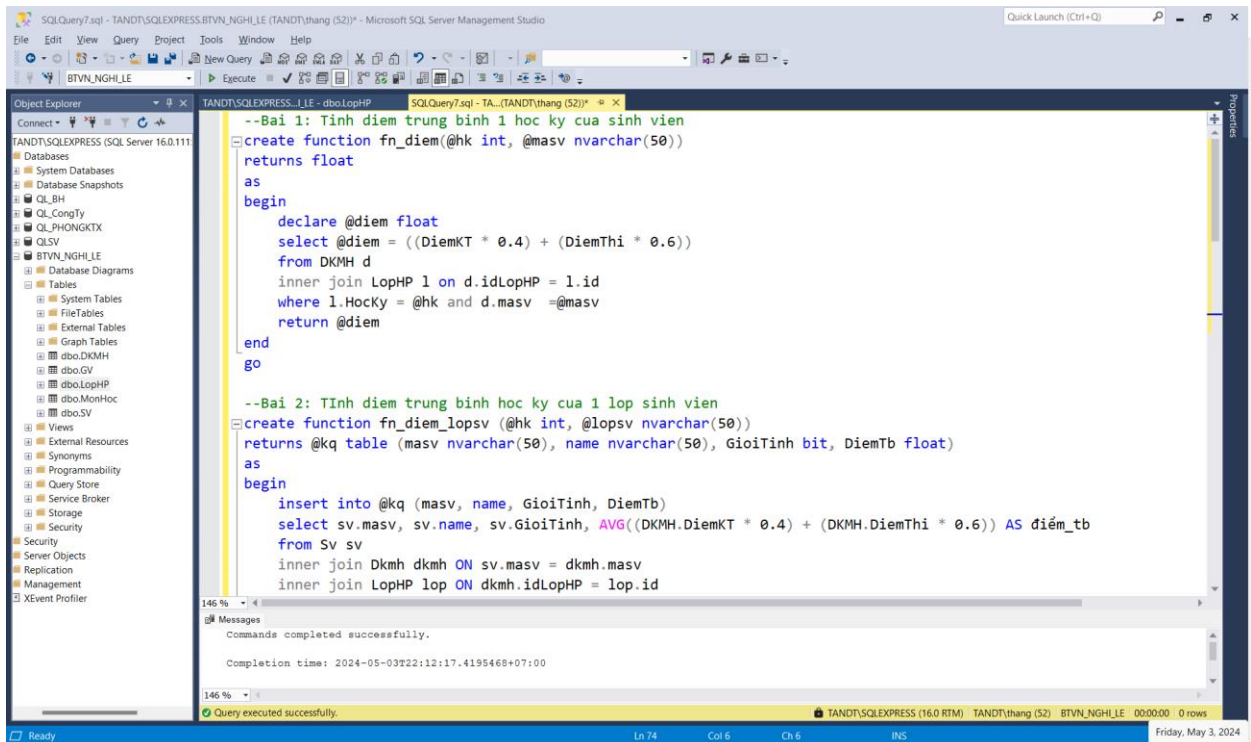 SQLQuery7.sql - TANDT\SQLEXPRESS.BTVN_NGHI_LE (TANDT\thang (52))* - Microsoft SQL Server Management Studio
Quick Launch (Ctrl+Q)
File Edit View Query Project Tools Window Help
New Query
BTVN_NGHI_LE
Execute
Object Explorer
Connect
TANDT\SQLEXPRESS (SQL Server 16.0.111
Databases
System Databases
Database Snapshots
QL_BH
QL_CongTy
QL_PHONGKTX
QLSV
BTVN_NGHI_LE
Database Diagrams
Tables
System Tables
FileTables
External Tables
Graph Tables
dbo.DKMH
dbo.GV
dbo.LopHP
dbo.MonHoc
dbo.SV
Views
External Resources
Synonyms
Programmability
Query Store
Service Broker
Storage
Security
Security
Server Objects
Replication
Management
XEvent Profiler
TANDT\SQLEXPRESS...I_LE - dbo.LopHP
SQLQuery7.sql - TA...(TANDT\thang (52))*
--Bai 1: Tinh diem trung binh 1 hoc ky cua sinh vien
create function fn_diem(@hk int, @masv nvarchar(50))
returns float
as
begin
declare @diem float
select @diem = ((DiemKT * 0.4) + (DiemThi * 0.6))
from DKMH d
inner join LopHP l on d.idLopHP = l.id
where l.HocKy = @hk and d.masv =@masv
return @diem
end
go
--Bai 2: TInh diem trung binh hoc ky cua 1 lop sinh vien
create function fn_diem_lopsv (@hk int, @lopsv nvarchar(50))
returns @kq table (masv nvarchar(50), name nvarchar(50), GioiTinh bit, DiemTb float)
as
begin
insert into @kq (masv, name, GioiTinh, DiemTb)
select sv.masv, sv.name, sv.GioiTinh, AVG((DKMH.DiemKT * 0.4) + (DKMH.DiemThi * 0.6)) AS điểm_tb
from Sv sv
inner join Dkmh dkmh ON sv.masv = dkmh.masv
inner join LopHP lop ON dkmh.idLopHP = lop.id
146 %
Messages
Commands completed successfully.
Completion time: 2024-05-03T22:12:17.4195468+07:00
146 %
Query executed successfully.
TANDT\SQLEXPRESS (16.0 RTM) TANDT\thang (52) BTVN_NGHI_LE 00:00:00 0 rows
Ready
Ln 74 Col 6 Ch 6 INS
Friday, May 3, 2024
Properties